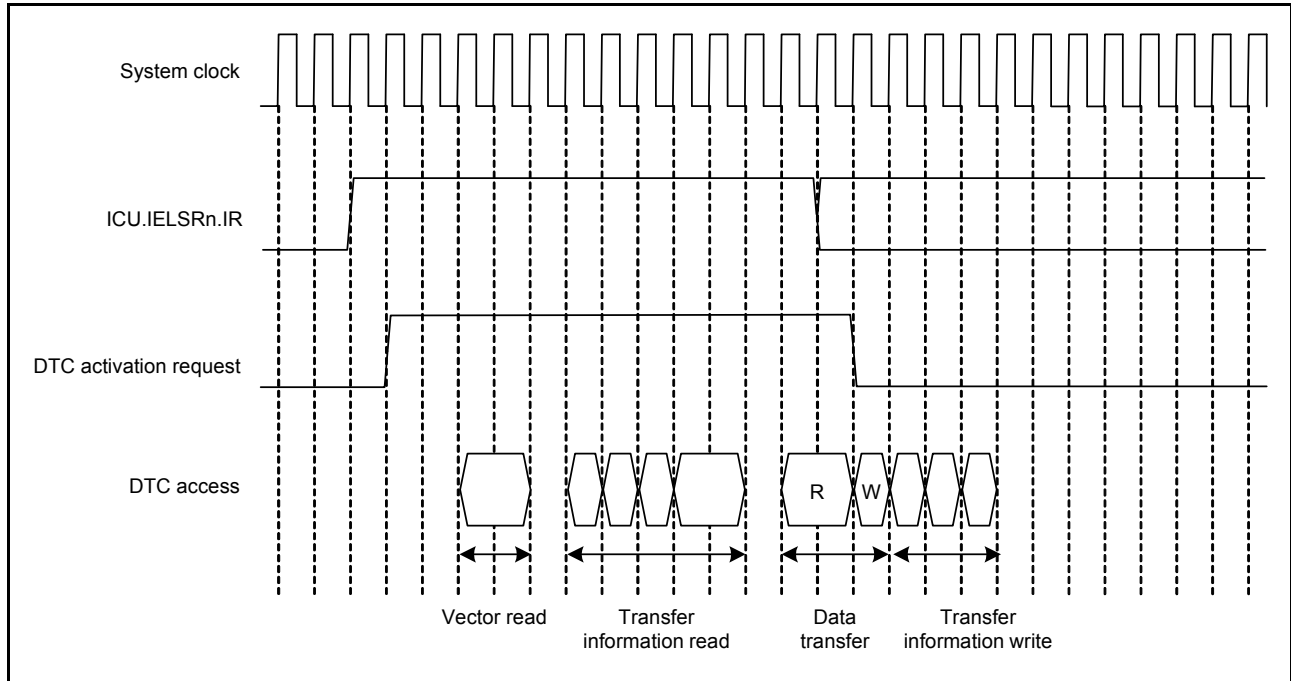 System clock
ICU.IELSRn.IR
DTC activation request
DTC access
R
W
Vector read
Transfer
information read
Data
transfer
Transfer
information write